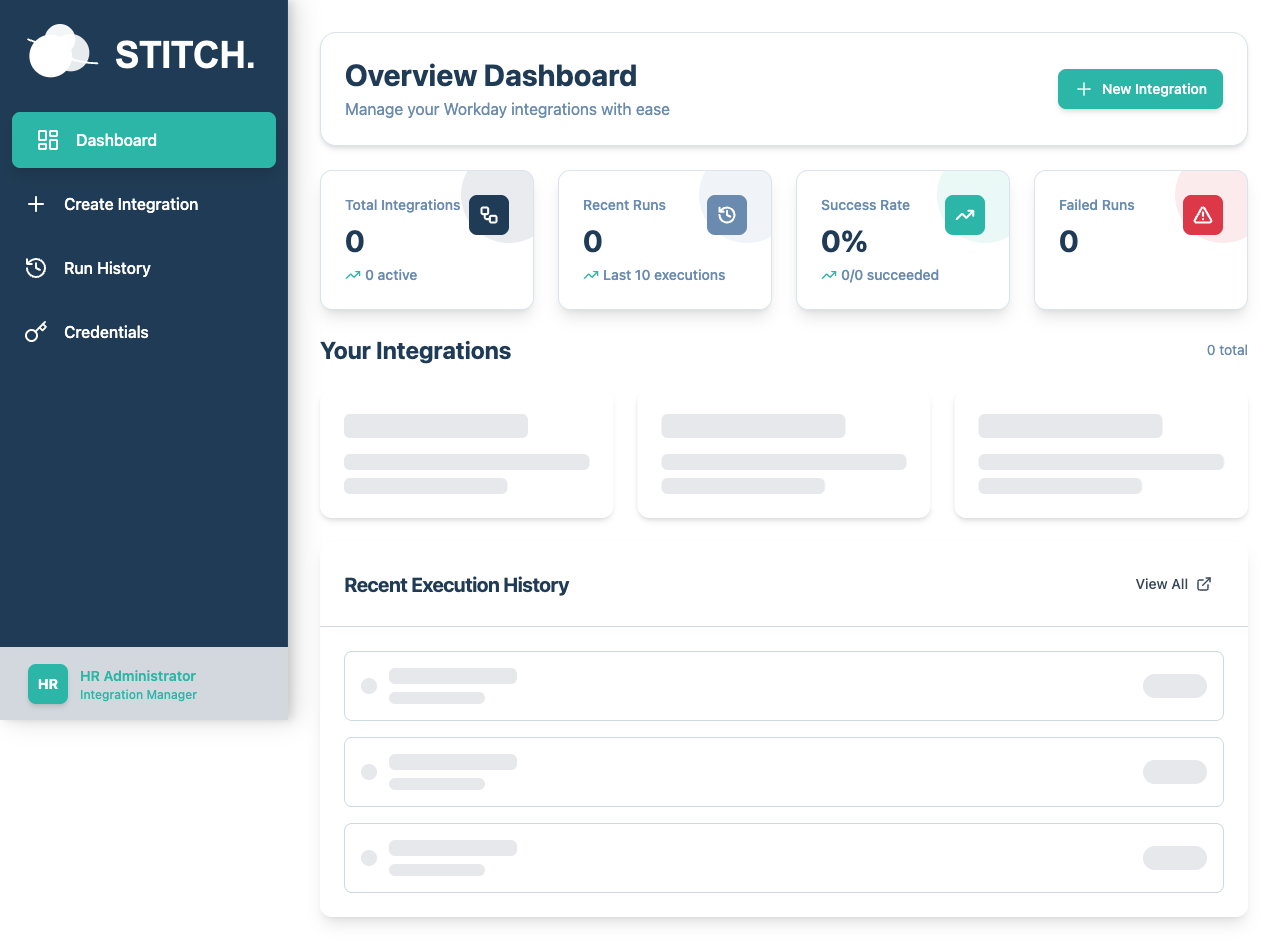 STITCH.
Dashboard
Create Integration
Run History
Credentials
HR
HR Administrator
Integration Manager
Overview Dashboard
Manage your Workday integrations with ease
New Integration
Total Integrations
0
0 active
Recent Runs
0
Last 10 executions
Success Rate
0%
0/0 succeeded
Failed Runs
0
Your Integrations
0 total
Recent Execution History
View All